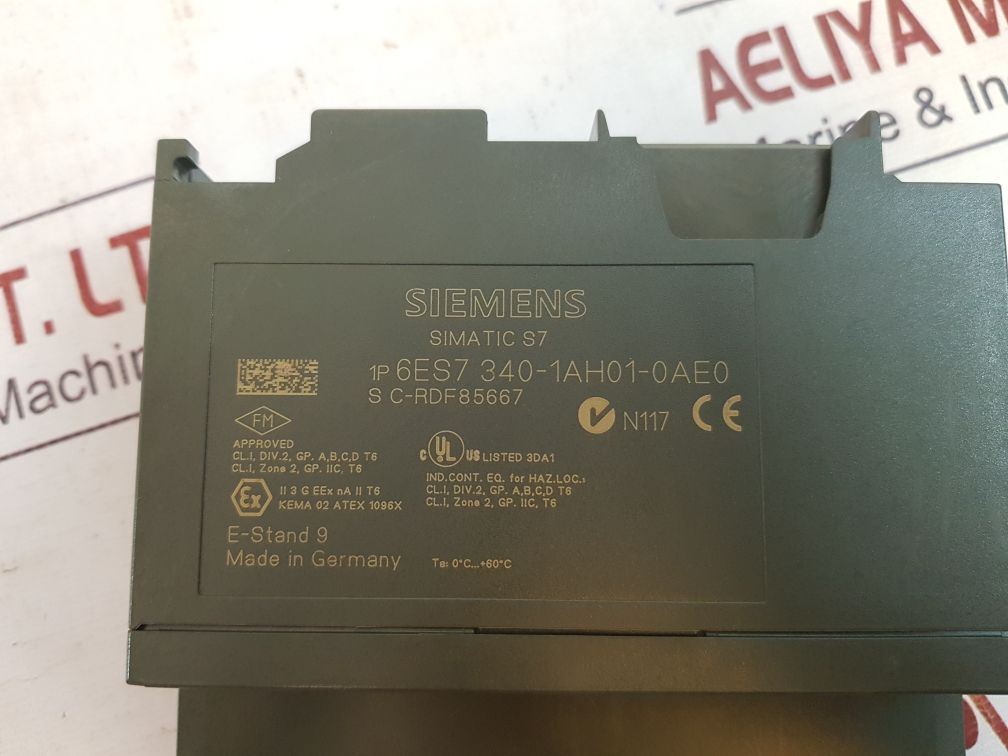 AELIYA M
Marine & In
T. LT
Machin
Machin
SIEMENS
SIMATIC S7
1P 6ES7 340-1AH01-0AE0
S C-RDF85667
FM
N117 CE
APPROVED
CL.I, DIV.2, GP. A,B,C,D T6
CL.I, Zone 2, GP. IIC, T6
C UL US LISTED 3DA1
IND.CONT. EQ. for HAZ.LOC.:
CL.I, DIV.2, GP. A,B,C,D T6
CL.I, Zone 2, GP. IIC, T6
Ex II 3 G EEx nA II T6
KEMA 02 ATEX 1096X
E-Stand 9
Made in Germany
Ta: 0°C...+60°C